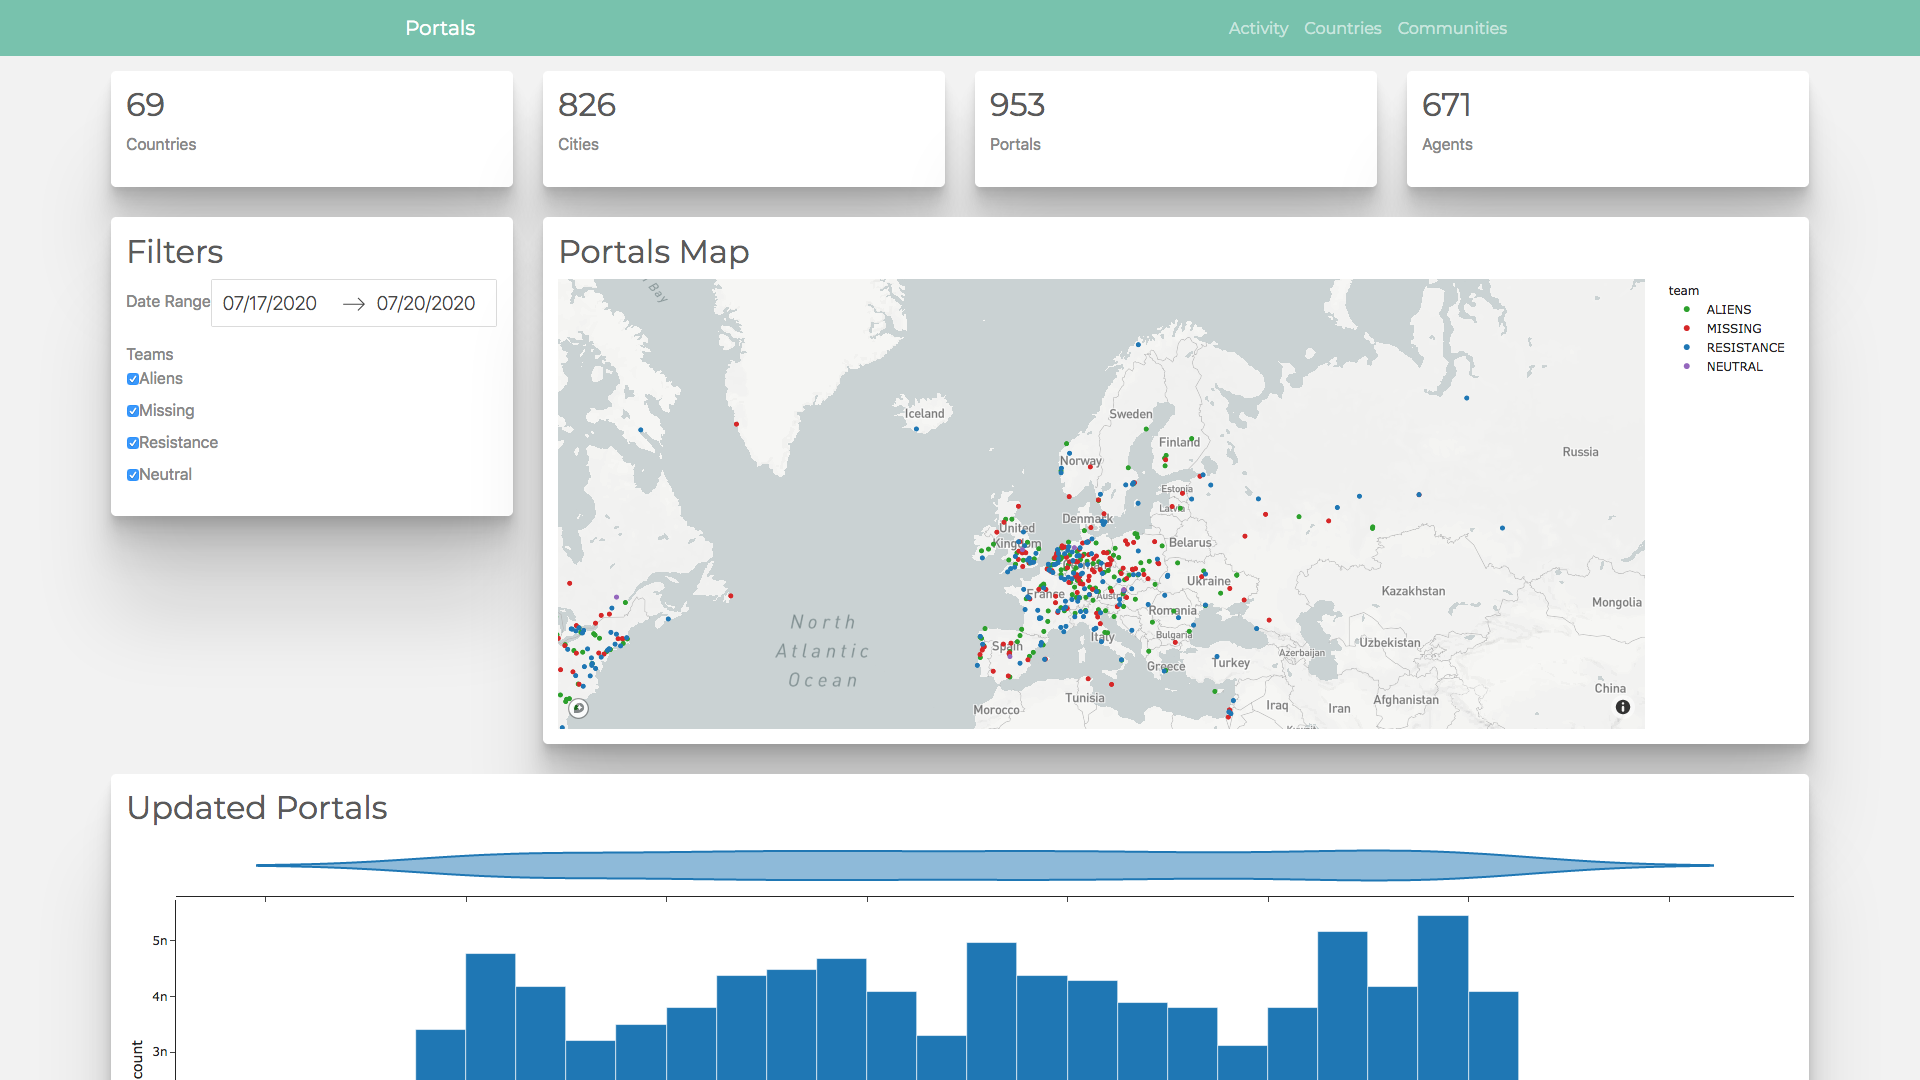 Portals
Activity Countries Communities
69
Countries
826
Cities
953
Portals
671
Agents
Filters
Date Range 07/17/2020 → 07/20/2020
Teams
Aliens
Missing
Resistance
Neutral
Portals Map
Bay
Iceland
Sweden
Finland
Norway
Russia
Estonia
Latvia
Denmark
United
Kingdom
Belarus
Ukraine
Kazakhstan
France
Mongolia
Romania
North
Atlantic
Ocean
Italy
Bulgaria
Spain
Uzbekistan
Azerbaijan
Greece
Turkey
China
Tunisia
Afghanistan
Morocco
Iraq
Iran
team
ALIENS
MISSING
RESISTANCE
NEUTRAL
Updated Portals
5n
4n
3n
count